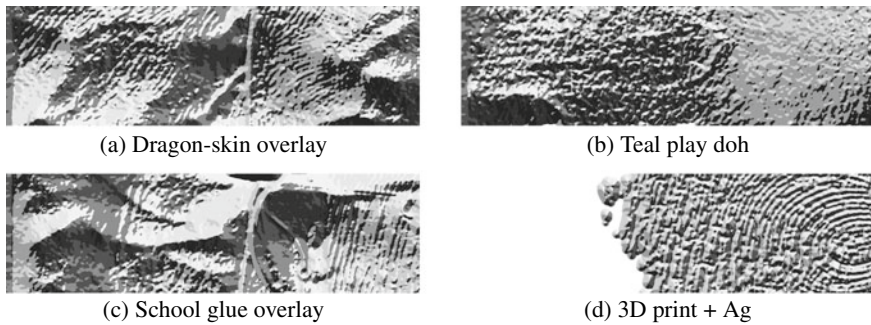 (a) Dragon-skin overlay
(b) Teal play doh
(c) School glue overlay
(d) 3D print + Ag